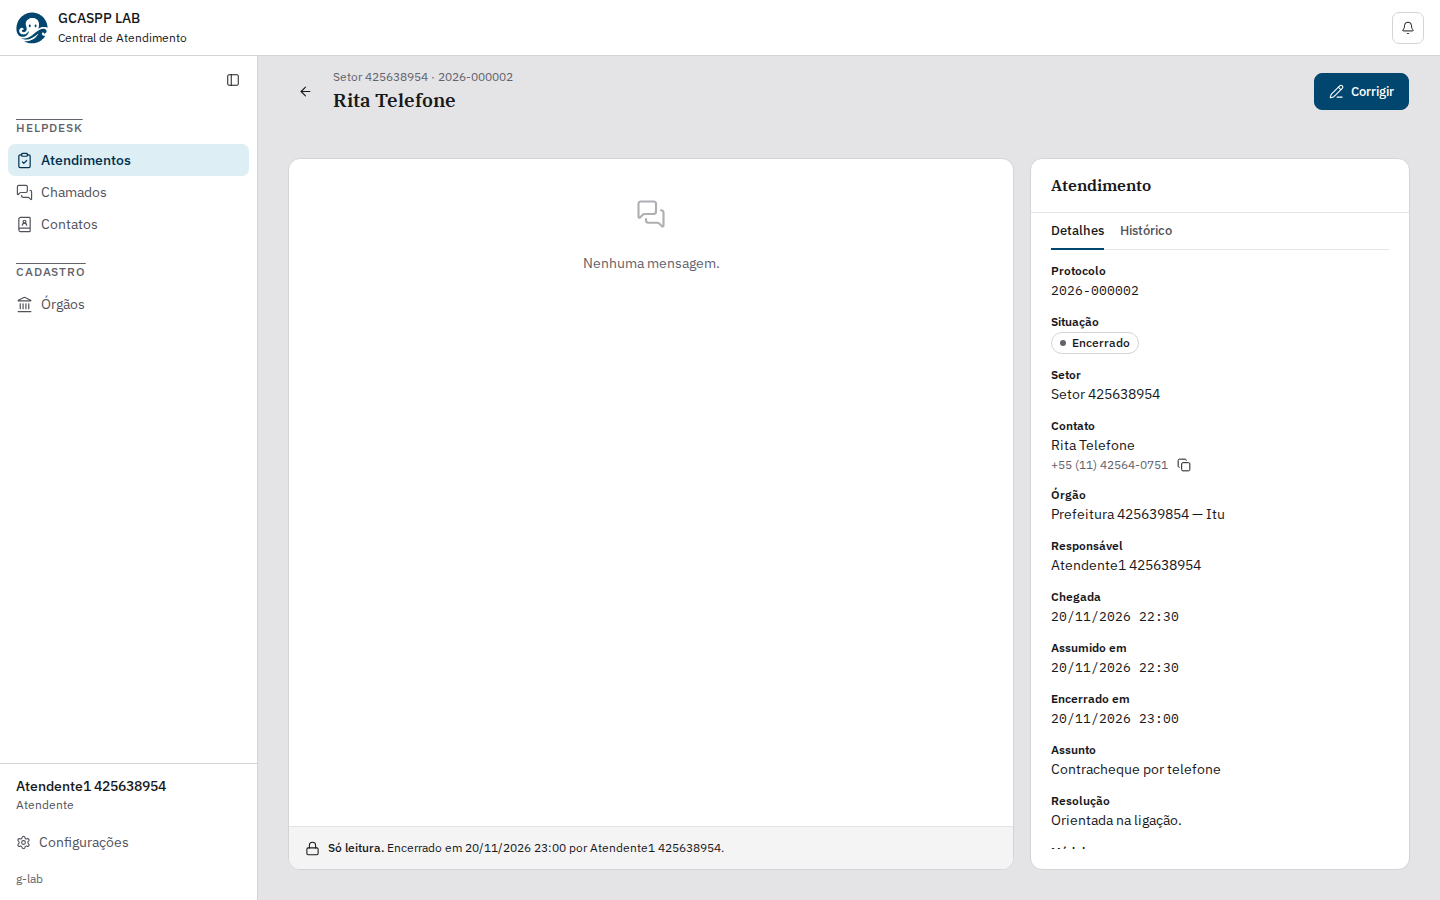 GCASPP LAB
Central de Atendimento
HELPDESK
Atendimentos
Chamados
Contatos
CADASTRO
Órgãos
Atendente1 425638954
Atendente
Configurações
g-lab
Setor 425638954 · 2026-000002
Rita Telefone
Corrigir
Nenhuma mensagem.
Só leitura. Encerrado em 20/11/2026 23:00 por Atendente1 425638954.
Atendimento
Detalhes Histórico
Protocolo
2026-000002
Situação
Encerrado
Setor
Setor 425638954
Contato
Rita Telefone
+55 (11) 42564-0751
Órgão
Prefeitura 425639854 — Itu
Responsável
Atendente1 425638954
Chegada
20/11/2026 22:30
Assumido em
20/11/2026 22:30
Encerrado em
20/11/2026 23:00
Assunto
Contracheque por telefone
Resolução
Orientada na ligação.